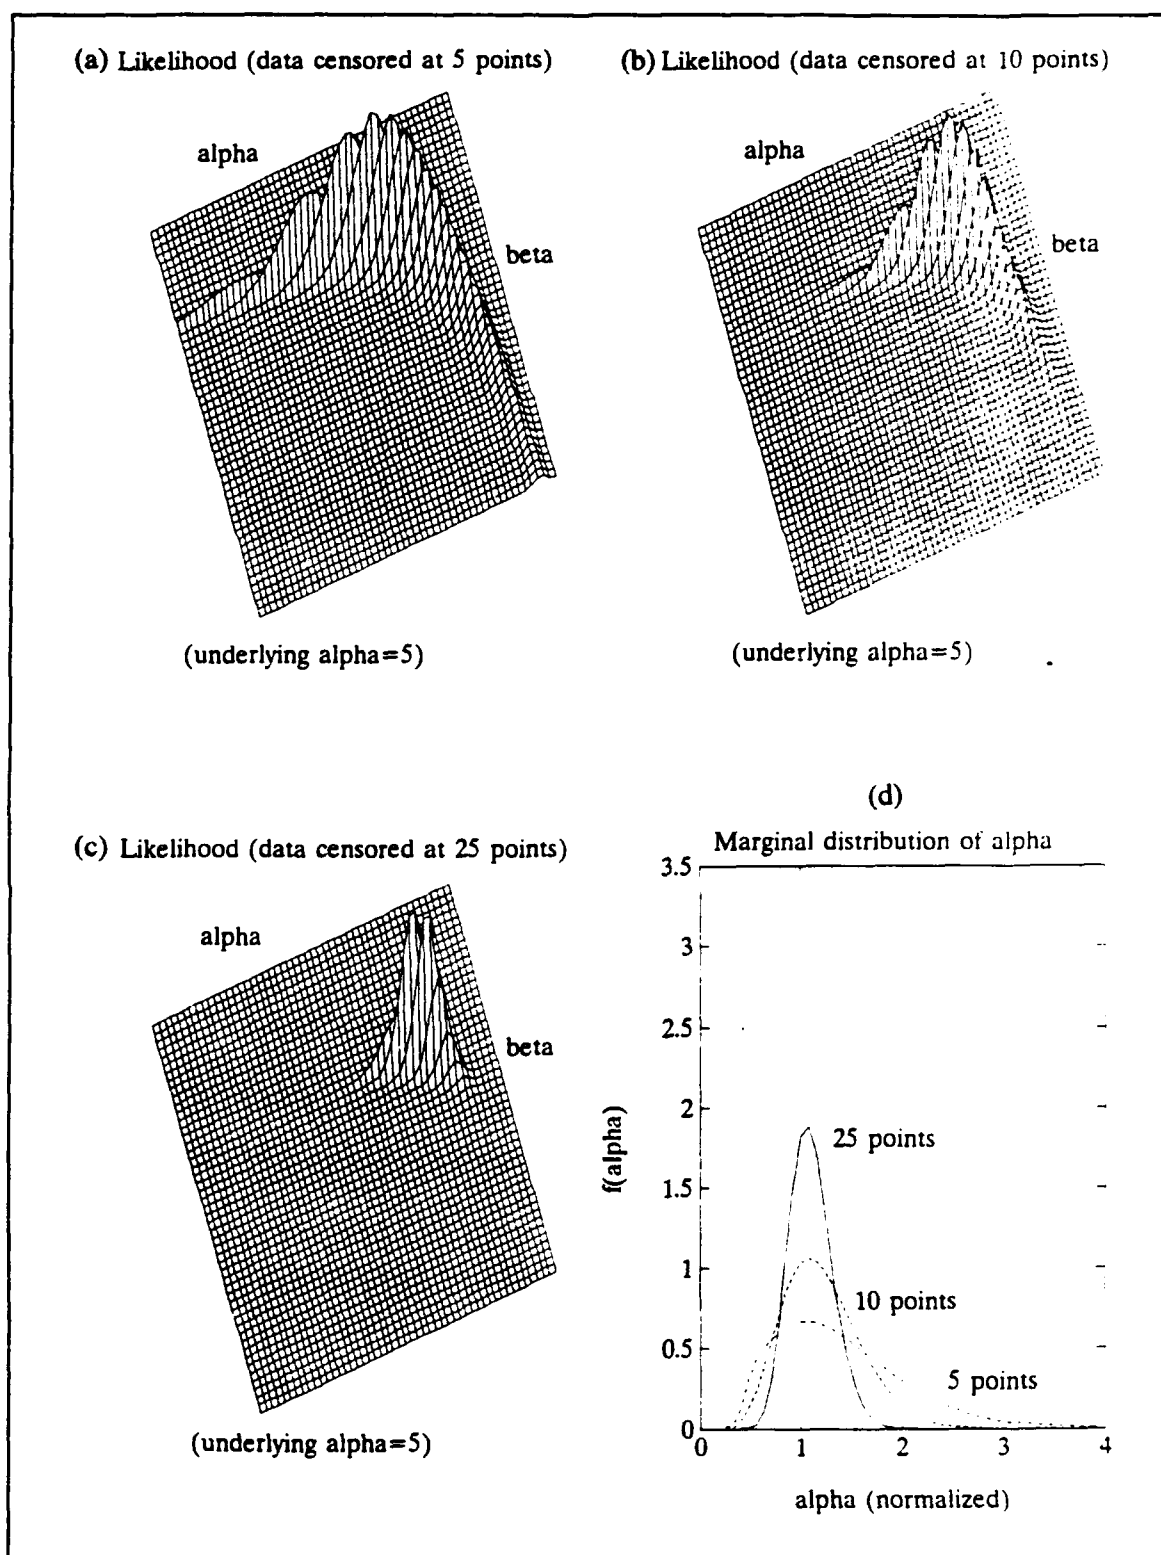 (a) Likelihood (data censored at 5 points)
(b) Likelihood (data censored at 10 points)
alpha
beta
alpha
beta
(underlying alpha=5)
(underlying alpha=5)
(c) Likelihood (data censored at 25 points)
alpha
beta
(underlying alpha=5)
(d)
Marginal distribution of alpha
3.5
3
2.5
2
1.5
1
0.5
0
f(alpha)
25 points
10 points
5 points
0 1 2 3 4
alpha (normalized)